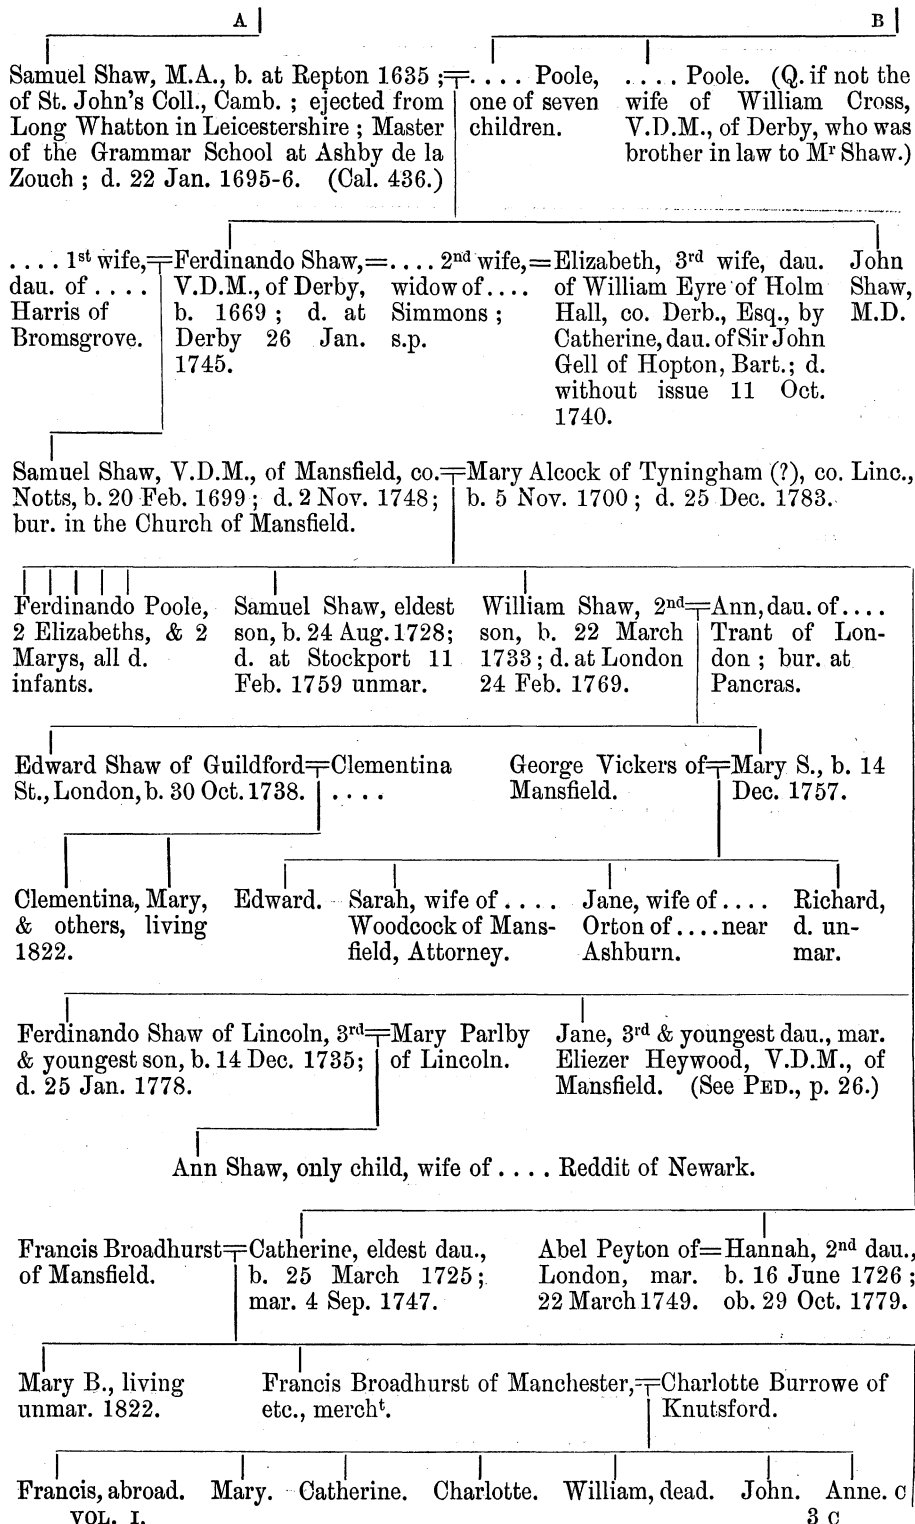 A B
Samuel Shaw, M.A., b. at Repton 1635 ;=
of St. John's Coll., Camb. ; ejected from
Long Whatton in Leicestershire ; Master
of the Grammar School at Ashby de la
Zouch ; d. 22 Jan. 1695-6. (Cal. 436.)
. . . . Poole,
one of seven
children.
. . . . Poole. (Q. if not the
wife of William Cross,
V.D.M., of Derby, who was
brother in law to Mr Shaw.)
. . . . 1st wife,=
dau. of . . . .
Harris of
Bromsgrove.
Ferdinando Shaw,=
V.D.M., of Derby,
b. 1669 ; d. at
Derby 26 Jan.
1745.
. . . . 2nd wife,=
widow of . . . .
Simmons ;
s.p.
Elizabeth, 3rd wife, dau.
of William Eyre of Holm
Hall, co. Derb., Esq., by
Catherine, dau. of Sir John
Gell of Hopton, Bart.; d.
without issue 11 Oct.
1740.
John
Shaw,
M.D.
Samuel Shaw, V.D.M., of Mansfield, co.=
Notts, b. 20 Feb. 1699 ; d. 2 Nov. 1748 ;
bur. in the Church of Mansfield.
Mary Alcock of Tyningham (?), co. Linc.,
b. 5 Nov. 1700 ; d. 25 Dec. 1783.
Ferdinando Poole,
2 Elizabeths, & 2
Marys, all d.
infants.
Samuel Shaw, eldest
son, b. 24 Aug. 1728;
d. at Stockport 11
Feb. 1759 unmar.
William Shaw, 2nd=
son, b. 22 March
1733 ; d. at London
24 Feb. 1769.
Ann, dau. of . . . .
Trant of Lon-
don ; bur. at
Pancras.
Edward Shaw of Guildford=
St., London, b. 30 Oct. 1738.
Clementina
. . . .
George Vickers of=
Mansfield.
Mary S., b. 14
Dec. 1757.
Clementina, Mary,
& others, living
1822.
Edward.
Sarah, wife of . . . .
Woodcock of Mans-
field, Attorney.
Jane, wife of . . . .
Orton of . . . . near
Ashburn.
Richard,
d. un-
mar.
Ferdinando Shaw of Lincoln, 3rd=
& youngest son, b. 14 Dec. 1735;
d. 25 Jan. 1778.
Mary Parlby
of Lincoln.
Jane, 3rd & youngest dau., mar.
Eliezer Heywood, V.D.M., of
Mansfield. (See PED., p. 26.)
Ann Shaw, only child, wife of . . . . Reddit of Newark.
Francis Broadhurst=
of Mansfield.
Catherine, eldest dau.,
b. 25 March 1725 ;
mar. 4 Sep. 1747.
Abel Peyton of=
London, mar.
22 March 1749.
Hannah, 2nd dau.,
b. 16 June 1726 ;
ob. 29 Oct. 1779.
Mary B., living
unmar. 1822.
Francis Broadhurst of Manchester,=
etc., mercht.
Charlotte Burrowe of
Knutsford.
Francis, abroad. Mary. Catherine. Charlotte. William, dead. John. Anne. C
VOL. I. 3 C